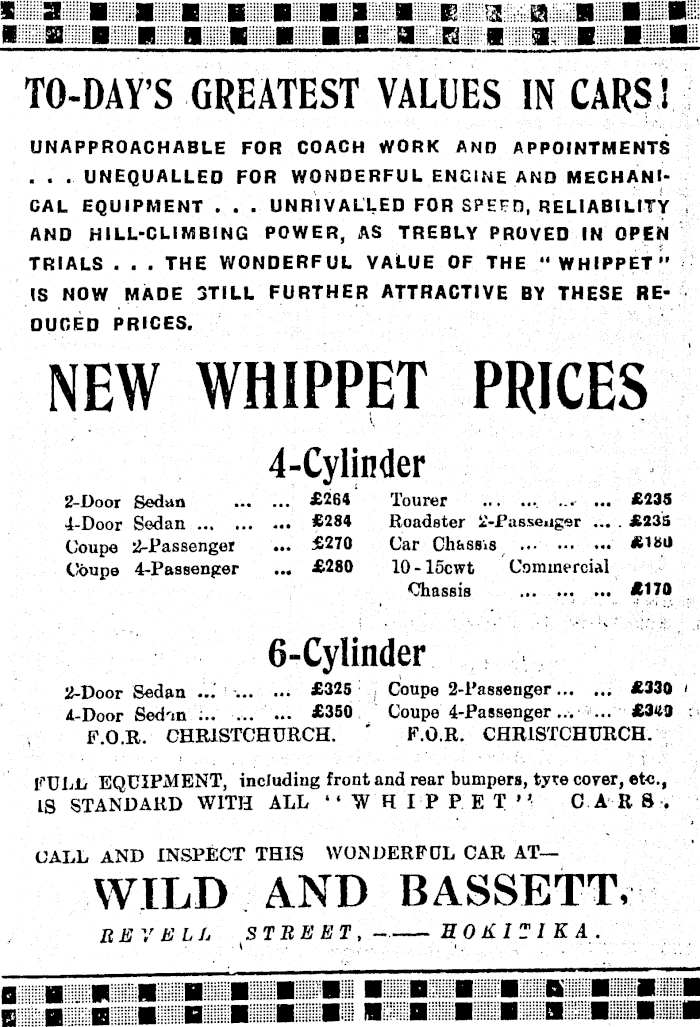 TO-DAY'S GREATEST VALUES IN CARS!
UNAPPROACHABLE FOR COACH WORK AND APPOINTMENTS
. . . UNEQUALLED FOR WONDERFUL ENGINE AND MECHANI-
CAL EQUIPMENT . . . UNRIVALLED FOR SPEED, RELIABILITY
AND HILL-CLIMBING POWER, AS TREBLY PROVED IN OPEN
TRIALS . . . THE WONDERFUL VALUE OF THE "WHIPPET"
IS NOW MADE STILL FURTHER ATTRACTIVE BY THESE RE-
DUCED PRICES.
NEW WHIPPET PRICES
4-Cylinder
2-Door Sedan ... ... £264
4-Door Sedan ... ... ... £284
Coupe 2-Passenger ... £270
Coupe 4-Passenger ... £280
Tourer ... ... ... ... £235
Roadster 2-Passenger ... . £235
Car Chassis ... ... ... £180
10-15cwt Commercial
Chassis ... ... ... £170
6-Cylinder
2-Door Sedan ... ... ... £325
4-Door Sedan ... ... ... £350
F.O.R. CHRISTCHURCH.
Coupe 2-Passenger ... ... £330
Coupe 4-Passenger ... ... £340
F.O.R. CHRISTCHURCH.
FULL EQUIPMENT, including front and rear bumpers, tyre cover, etc.,
IS STANDARD WITH ALL "WHIPPET" CARS.
CALL AND INSPECT THIS WONDERFUL CAR AT—
WILD AND BASSETT,
REVELL STREET, —— HOKITIKA.